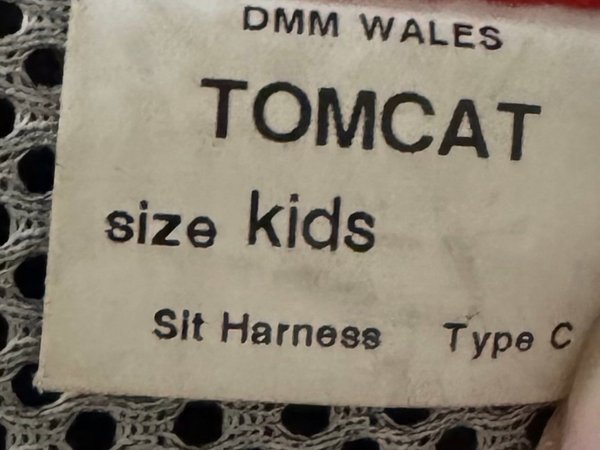 DMM WALES
TOMCAT
size kids
Sit Harness Type C